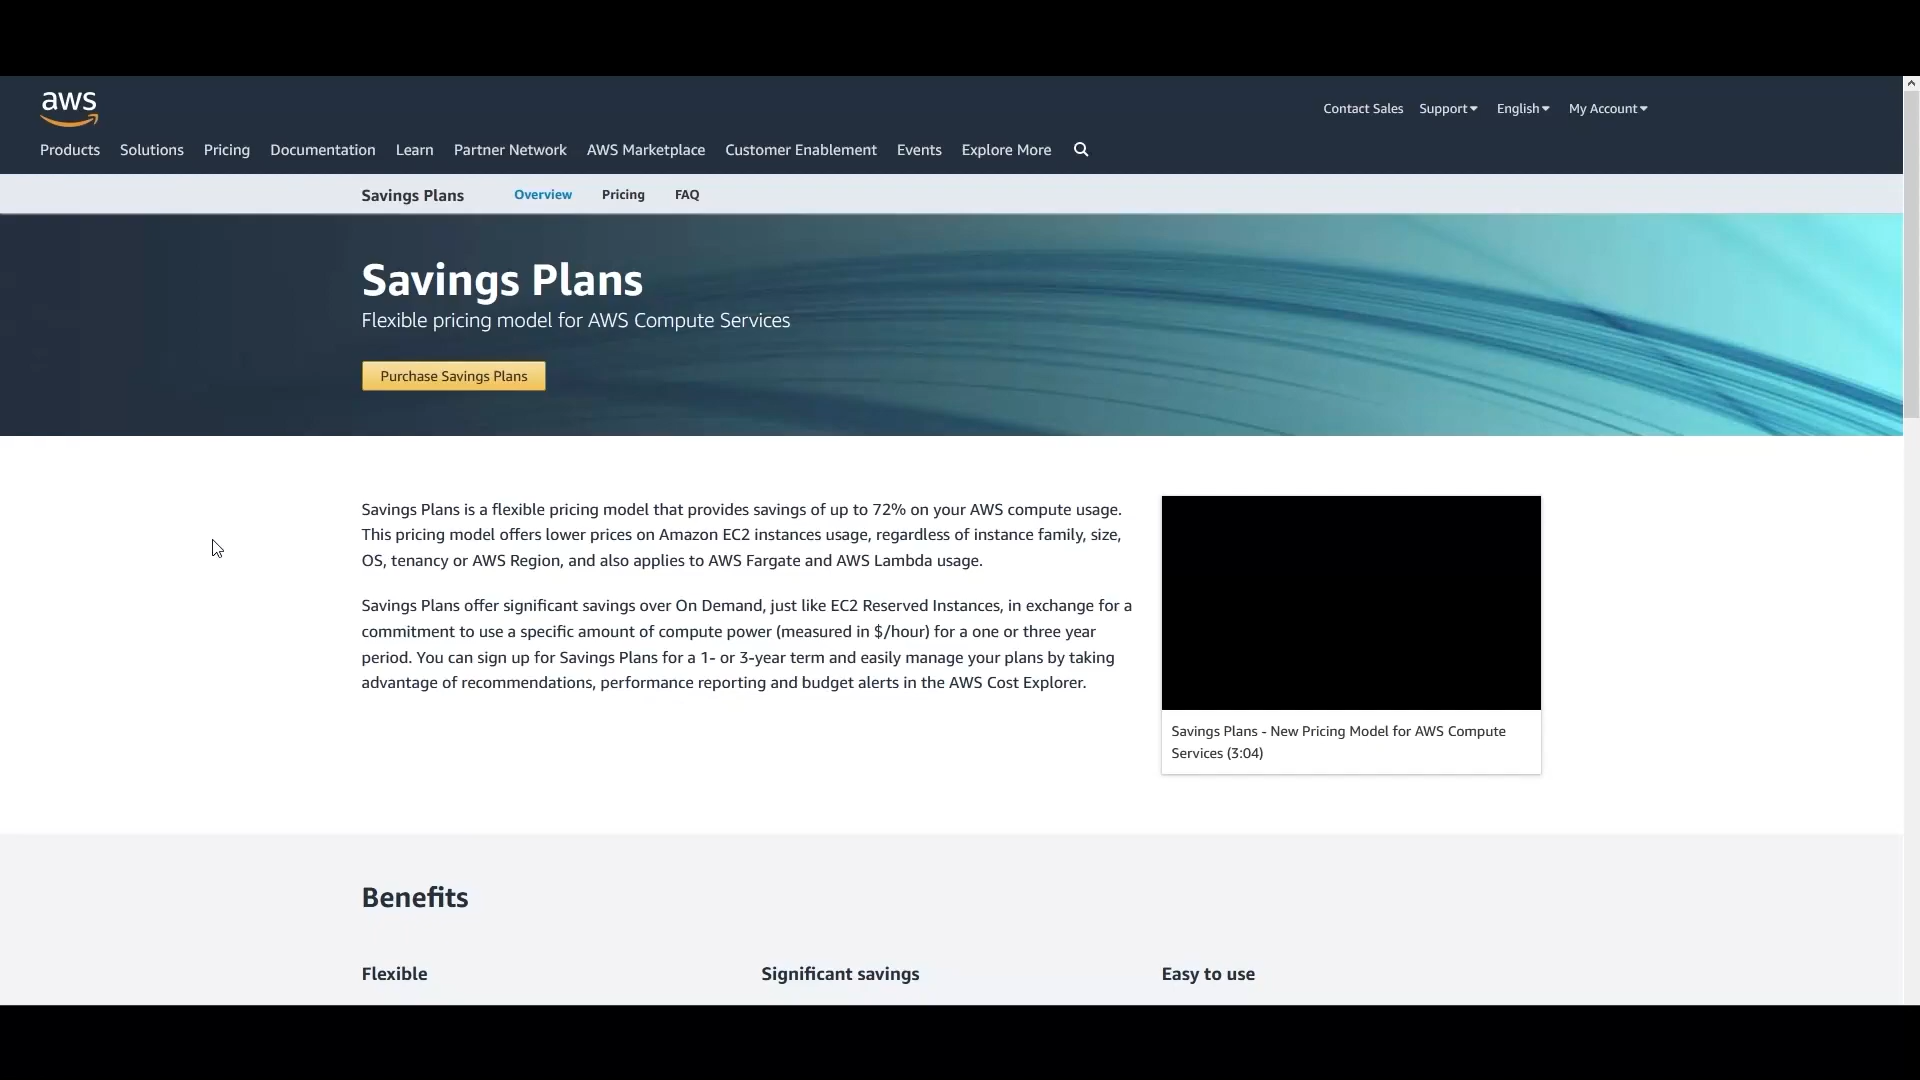 aws
Contact Sales Support English My Account
Products Solutions Pricing Documentation Learn Partner Network AWS Marketplace Customer Enablement Events Explore More
Savings Plans Overview Pricing FAQ
Savings Plans
Flexible pricing model for AWS Compute Services
Purchase Savings Plans
Savings Plans is a flexible pricing model that provides savings of up to 72% on your AWS compute usage.
This pricing model offers lower prices on Amazon EC2 instances usage, regardless of instance family, size,
OS, tenancy or AWS Region, and also applies to AWS Fargate and AWS Lambda usage.
Savings Plans offer significant savings over On Demand, just like EC2 Reserved Instances, in exchange for a
commitment to use a specific amount of compute power (measured in $/hour) for a one or three year
period. You can sign up for Savings Plans for a 1- or 3-year term and easily manage your plans by taking
advantage of recommendations, performance reporting and budget alerts in the AWS Cost Explorer.
Savings Plans - New Pricing Model for AWS Compute
Services (3:04)
Benefits
Flexible Significant savings Easy to use